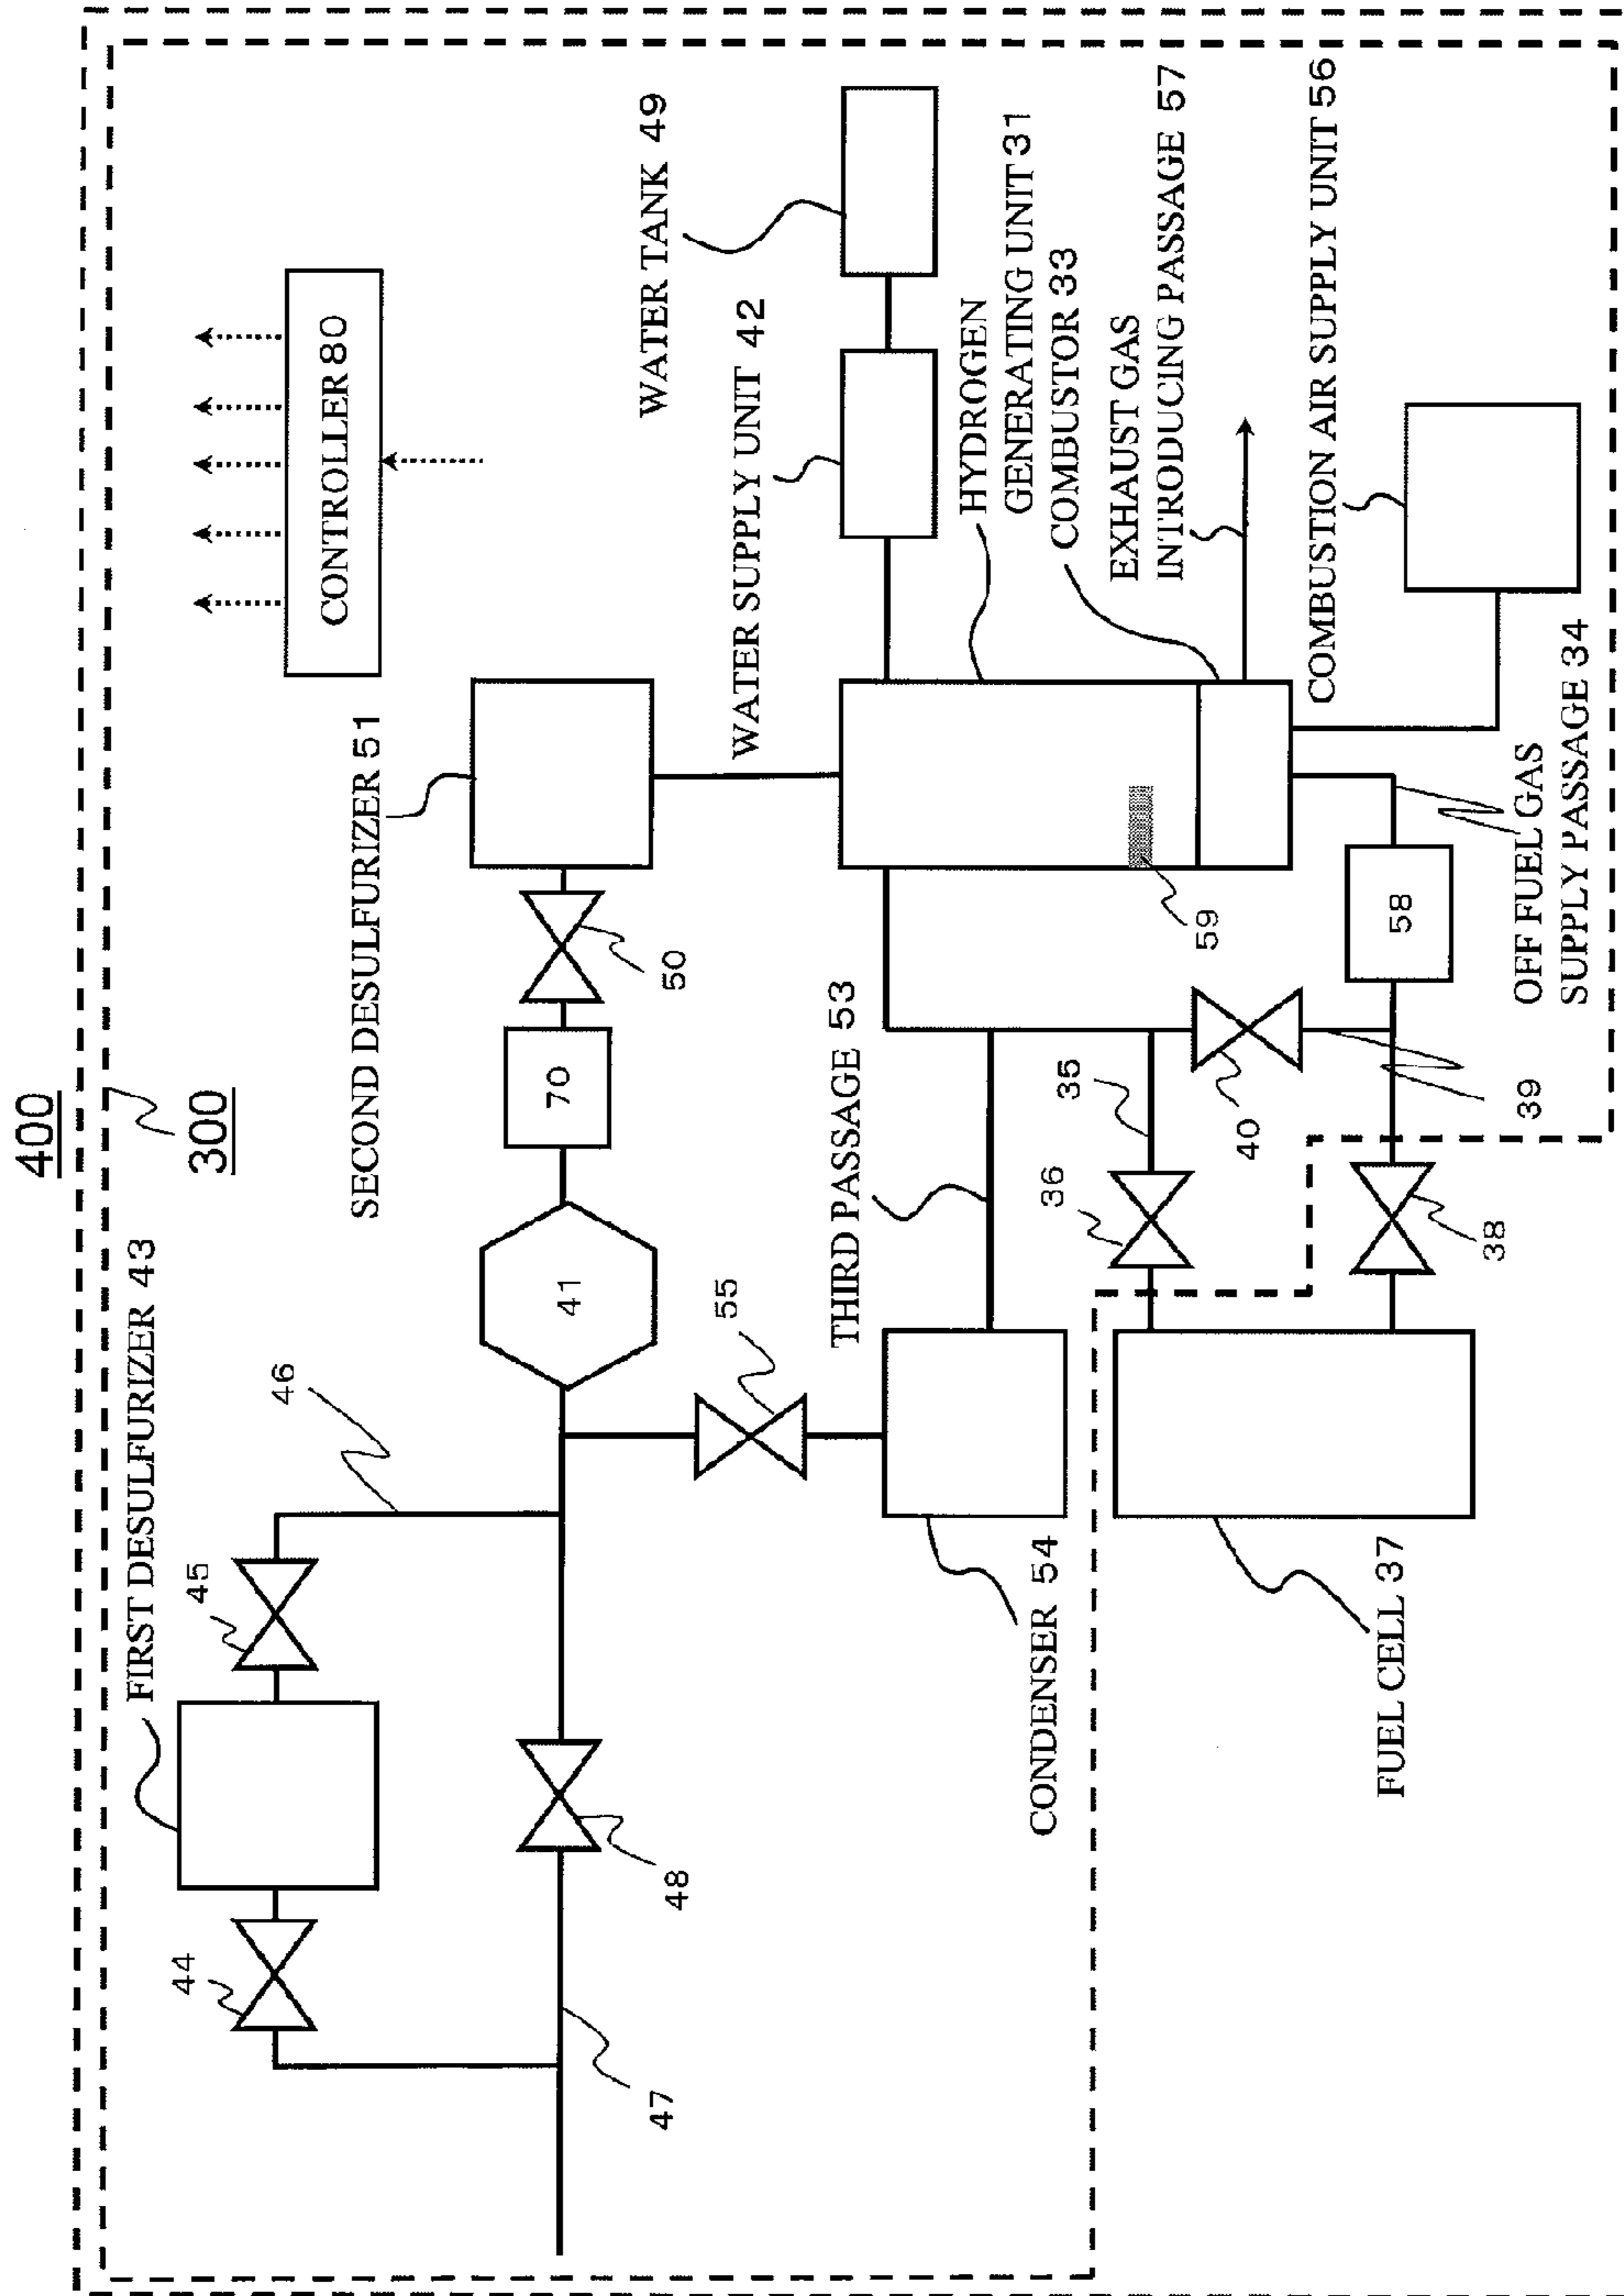 400
300
CONTROLLER 80
FIRST DESULFURIZER 43
44
45
46
47
48
41
70
50
SECOND DESULFURIZER 51
WATER SUPPLY UNIT 42
WATER TANK 49
HYDROGEN
GENERATING UNIT 31
COMBUSTOR 33
EXHAUST GAS
INTRODUCING PASSAGE 57
COMBUSTION AIR SUPPLY UNIT 56
55
THIRD PASSAGE 53
CONDENSER 54
59
35
36
40
39
38
58
OFF FUEL GAS
SUPPLY PASSAGE 34
FUEL CELL 37